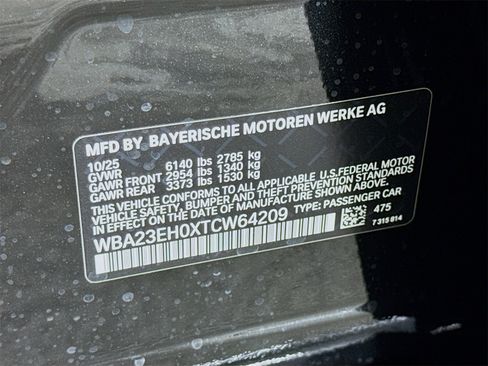 MFD BY BAYERISCHE MOTOREN WERKE AG
10/25
GVWR 6140 lbs 2785 kg
GAWR FRONT 2954 lbs 1340 kg
GAWR REAR 3373 lbs 1530 kg
THIS VEHICLE CONFORMS TO ALL APPLICABLE U.S. FEDERAL MOTOR
VEHICLE SAFETY, BUMPER AND THEFT PREVENTION STANDARDS
IN EFFECT ON THE DATE OF MANUFACTURE SHOWN ABOVE.
WBA23EH0XTCW64209 TYPE: PASSENGER CAR
475
7 315 814